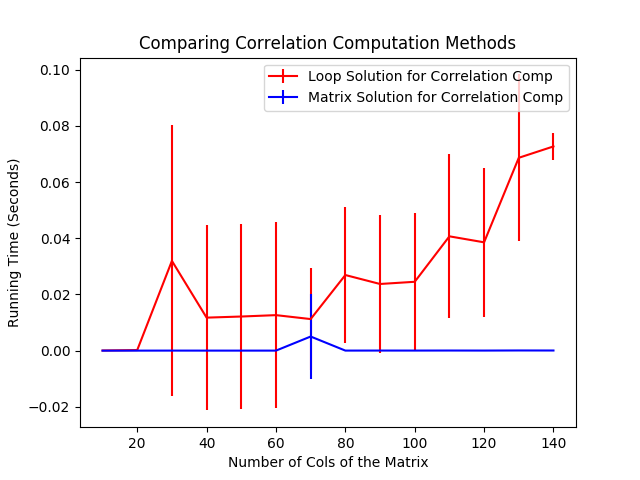 Comparing Correlation Computation Methods
Loop Solution for Correlation Comp
Matrix Solution for Correlation Comp
Running Time (Seconds)
0.10
0.08
0.06
0.04
0.02
0.00
−0.02
20 40 60 80 100 120 140
Number of Cols of the Matrix